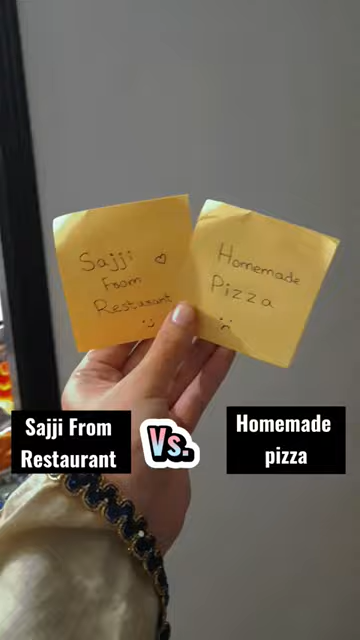 Sajji ♡
From
Restaurant
:)
Homemade
Pizza
:(
Sajji From
Restaurant
Vs.
Homemade
pizza